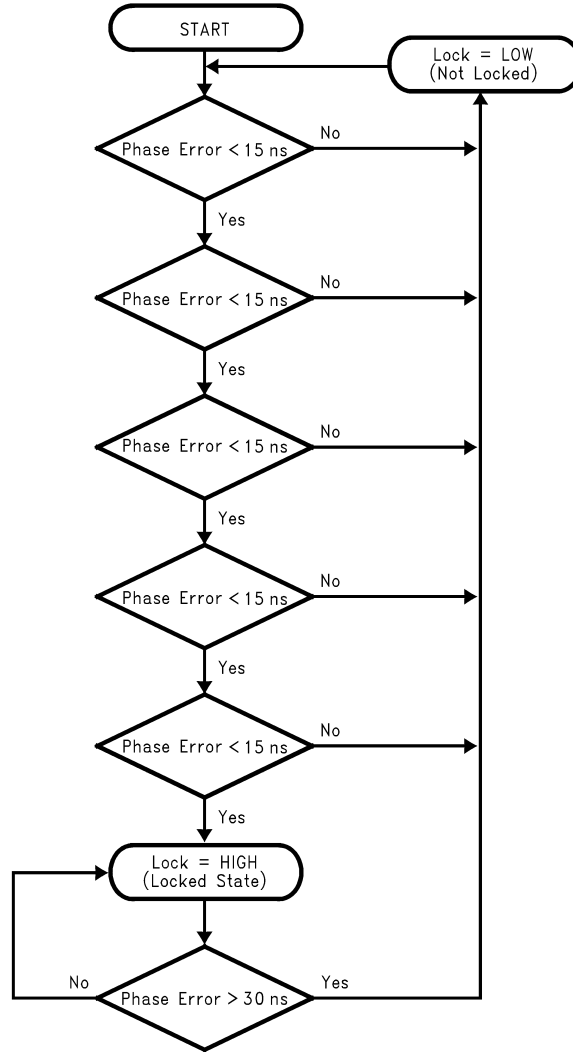 START
Lock = LOW
(Not Locked)
Phase Error < 15 ns
No
Yes
Phase Error < 15 ns
No
Yes
Phase Error < 15 ns
No
Yes
Phase Error < 15 ns
No
Yes
Phase Error < 15 ns
No
Yes
Lock = HIGH
(Locked State)
No
Phase Error > 30 ns
Yes